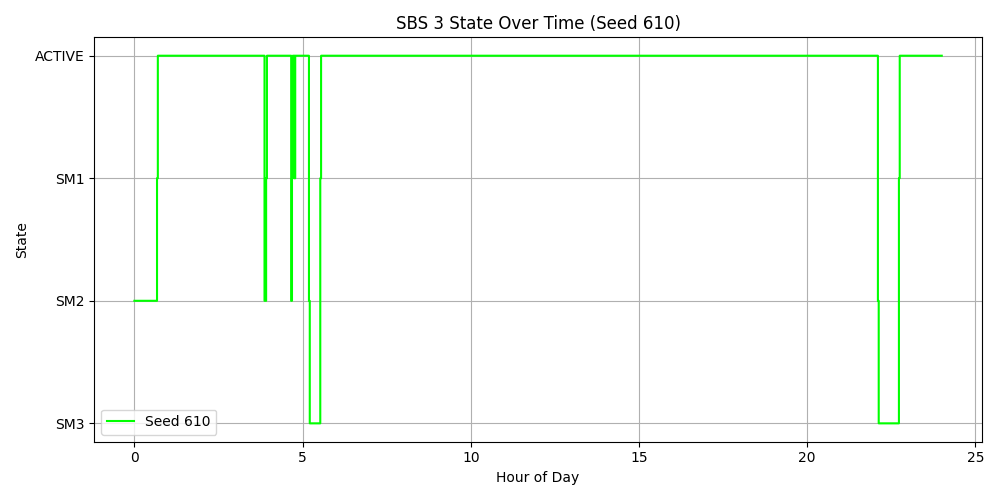 SBS 3 State Over Time (Seed 610)
ACTIVE
SM1
SM2
SM3
State
Seed 610
0 5 10 15 20 25
Hour of Day